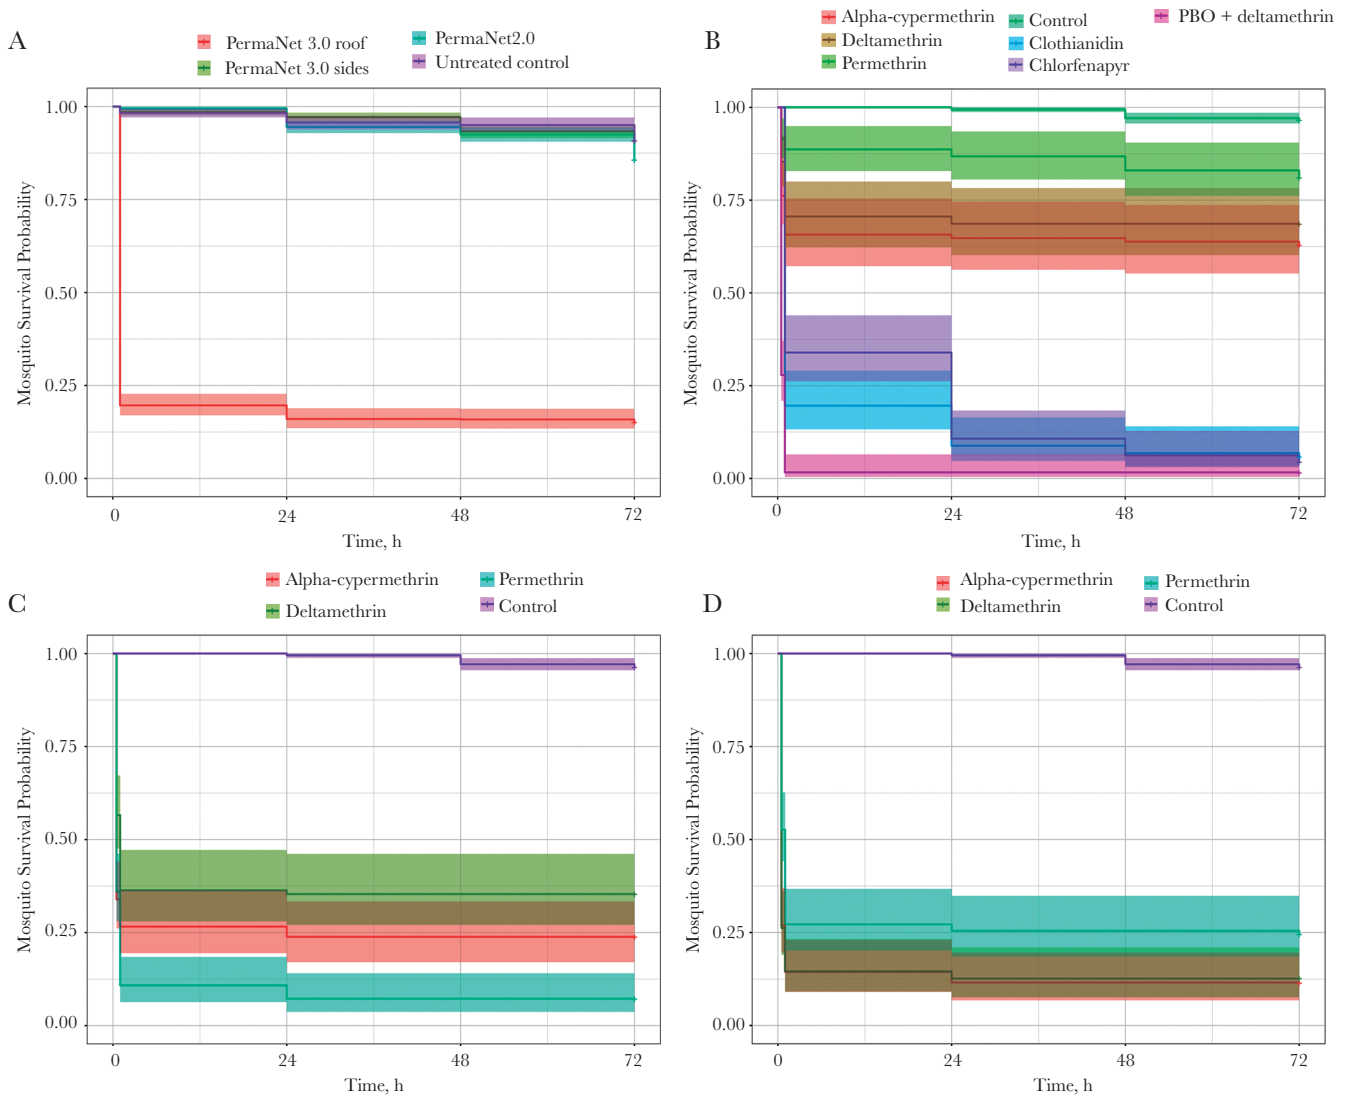 A
PermaNet 3.0 roof
PermaNet 3.0 sides
PermaNet2.0
Untreated control
Mosquito Survival Probability
1.00
0.75
0.50
0.25
0.00
0
24
48
72
Time, h
B
Alpha-cypermethrin
Deltamethrin
Permethrin
Control
Clothianidin
Chlorfenapyr
PBO + deltamethrin
Mosquito Survival Probability
1.00
0.75
0.50
0.25
0.00
0
24
48
72
Time, h
C
Alpha-cypermethrin
Deltamethrin
Permethrin
Control
Mosquito Survival Probability
1.00
0.75
0.50
0.25
0.00
0
24
48
72
Time, h
D
Alpha-cypermethrin
Deltamethrin
Permethrin
Control
Mosquito Survival Probability
1.00
0.75
0.50
0.25
0.00
0
24
48
72
Time, h